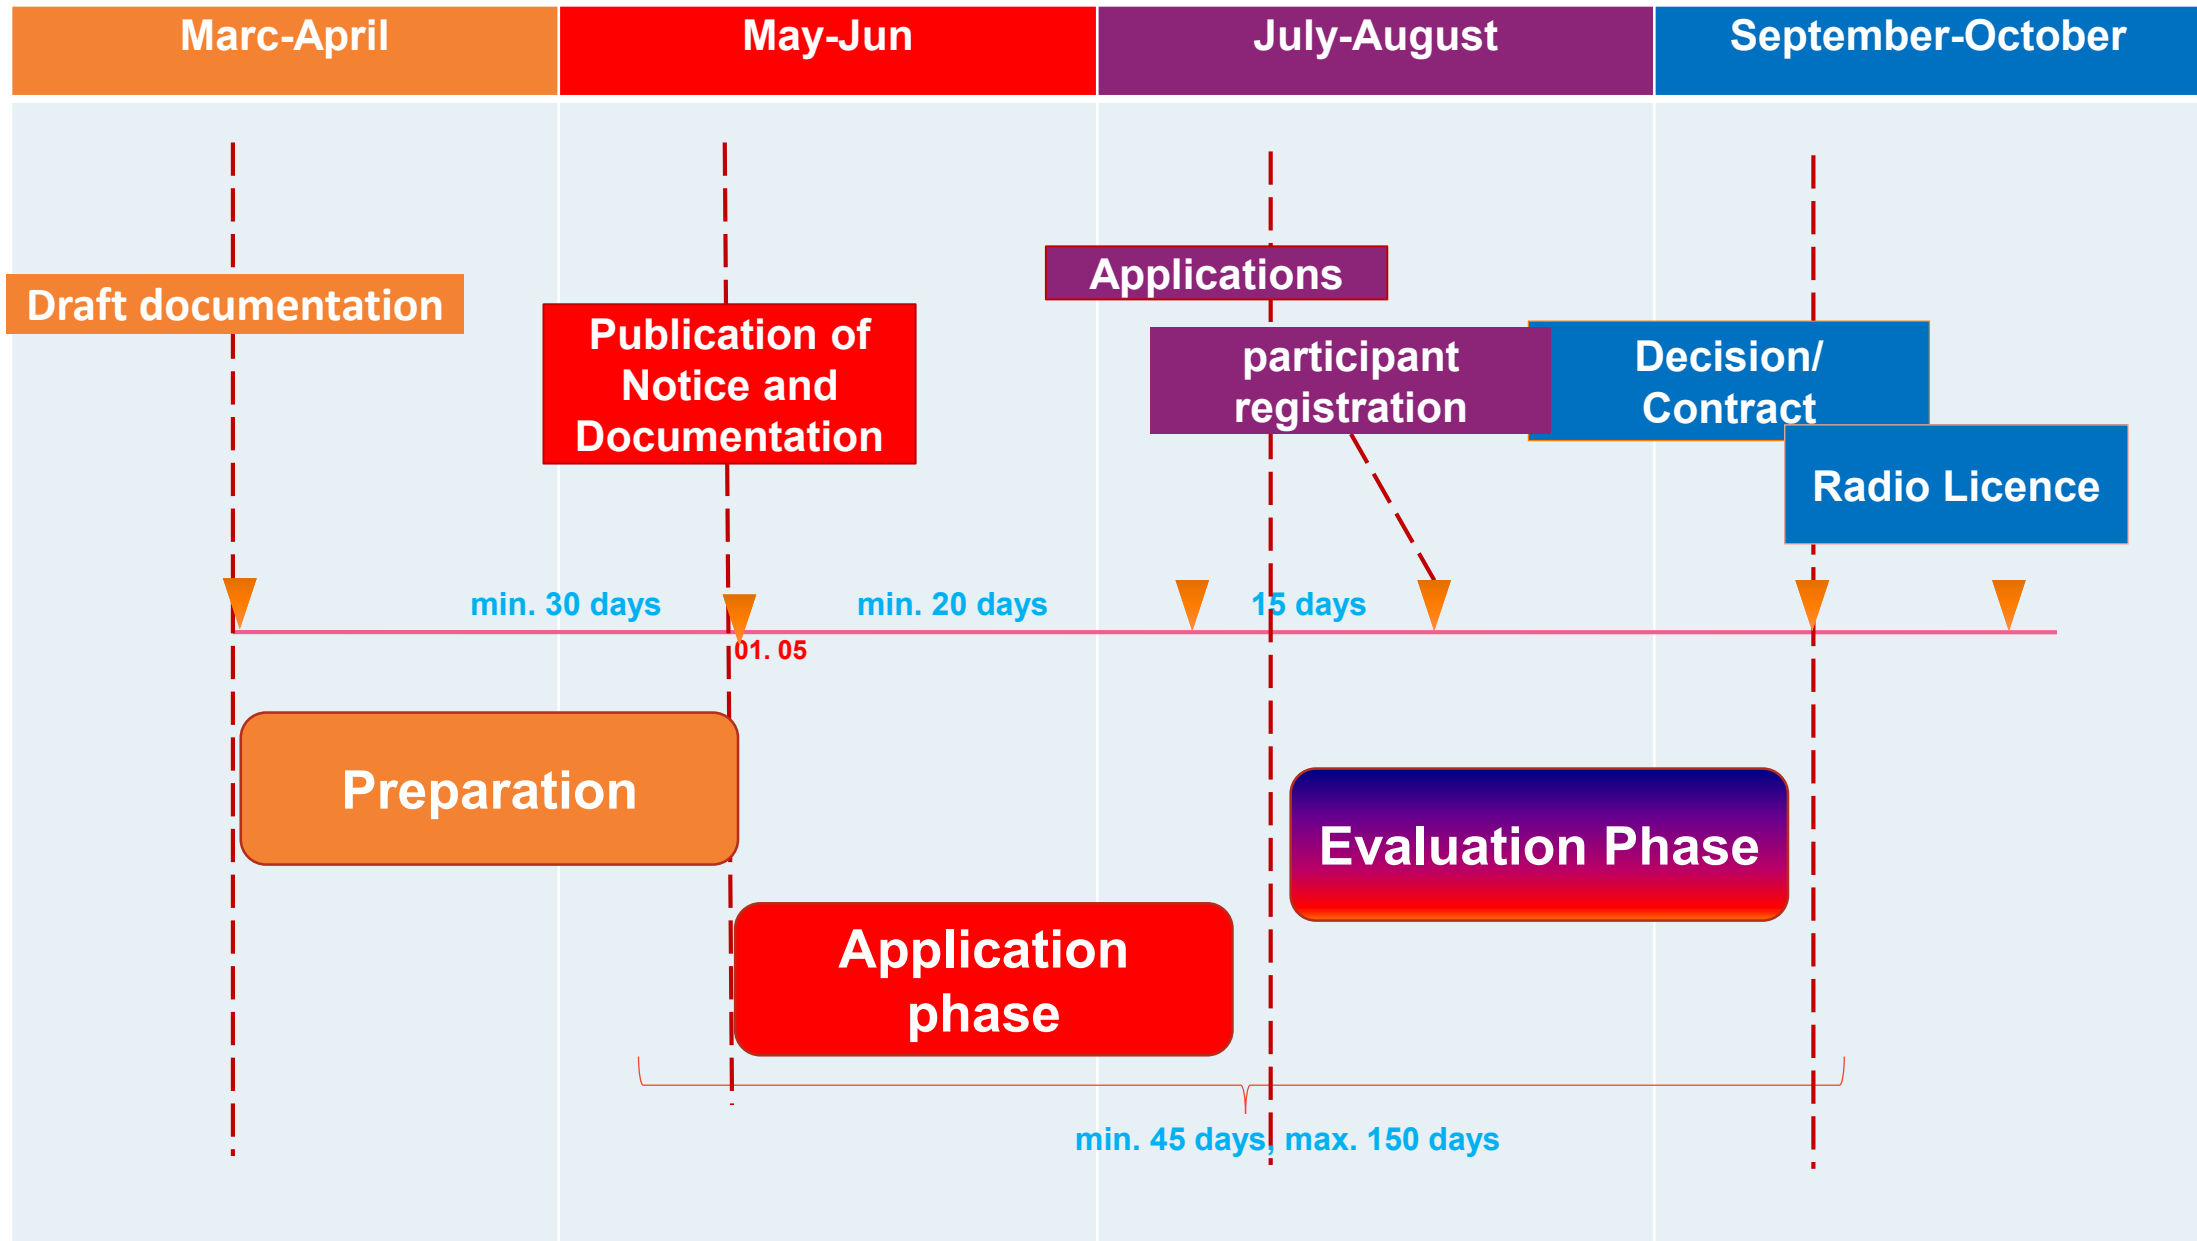 Marc-April
May-Jun
July-August
September-October
Draft documentation
Publication of
Notice and
Documentation
Applications
participant
registration
Decision/
Contract
Radio Licence
min. 30 days
min. 20 days
15 days
01. 05
Preparation
Evaluation Phase
Application
phase
min. 45 days, max. 150 days